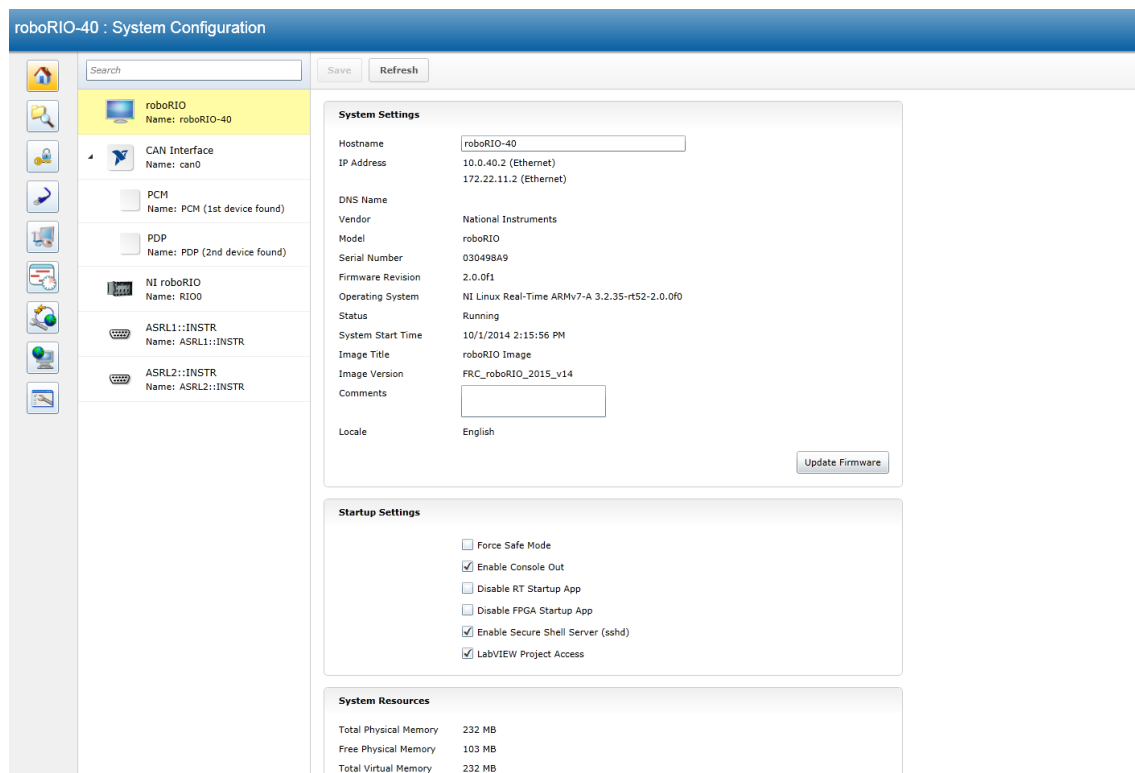 roboRIO-40 : System Configuration
Search
Save
Refresh
roboRIO
Name: roboRIO-40
CAN Interface
Name: can0
PCM
Name: PCM (1st device found)
PDP
Name: PDP (2nd device found)
NI roboRIO
Name: RIO0
ASRL1::INSTR
Name: ASRL1::INSTR
ASRL2::INSTR
Name: ASRL2::INSTR
System Settings
Hostname roboRIO-40
IP Address 10.0.40.2 (Ethernet)
172.22.11.2 (Ethernet)
DNS Name
Vendor National Instruments
Model roboRIO
Serial Number 030498A9
Firmware Revision 2.0.0f1
Operating System NI Linux Real-Time ARMv7-A 3.2.35-rt52-2.0.0f0
Status Running
System Start Time 10/1/2014 2:15:56 PM
Image Title roboRIO Image
Image Version FRC_roboRIO_2015_v14
Comments
Locale English
Update Firmware
Startup Settings
Force Safe Mode
Enable Console Out
Disable RT Startup App
Disable FPGA Startup App
Enable Secure Shell Server (sshd)
LabVIEW Project Access
System Resources
Total Physical Memory 232 MB
Free Physical Memory 103 MB
Total Virtual Memory 232 MB